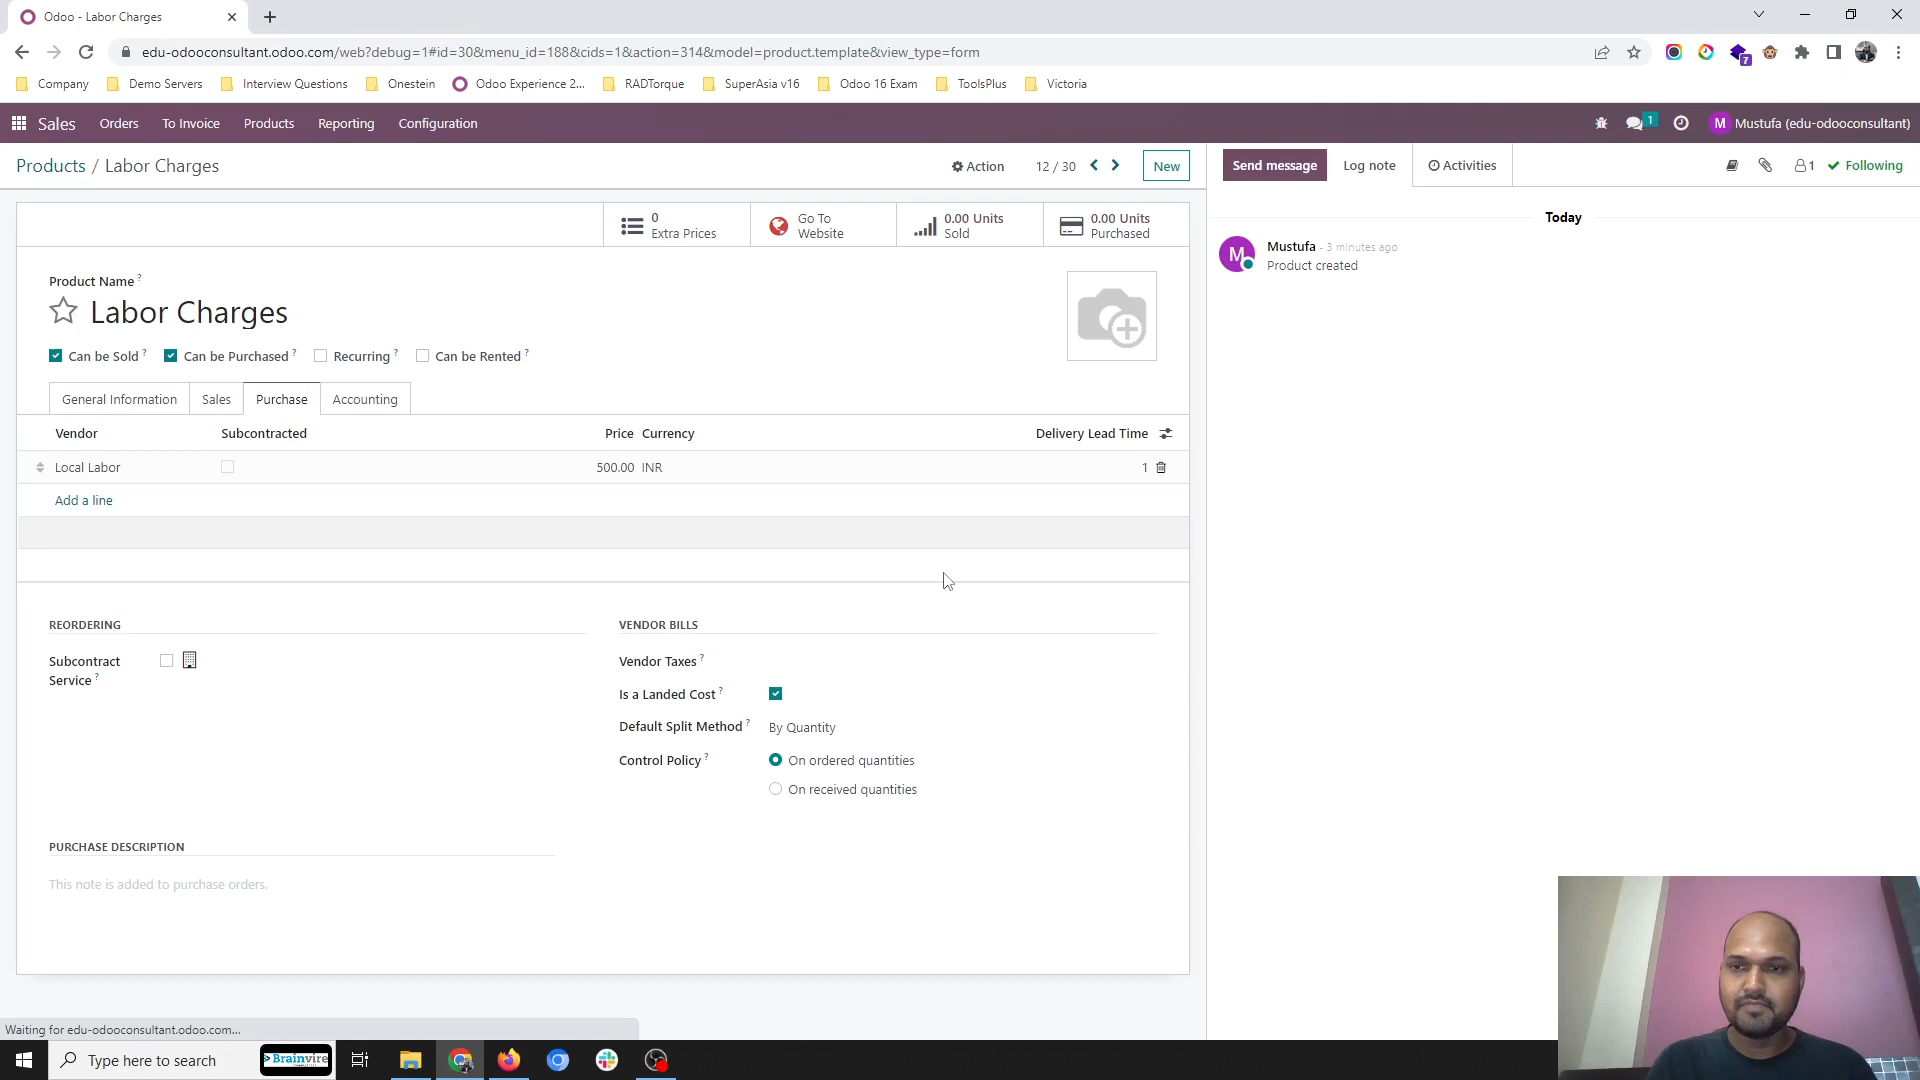 Odoo - Labor Charges
edu-odooconsultant.odoo.com/web?debug=1#id=30&menu_id=188&cids=1&action=314&model=product.template&view_type=form
7
Company Demo Servers Interview Questions Onestein Odoo Experience 2... RADTorque SuperAsia v16 Odoo 16 Exam ToolsPlus Victoria
Sales Orders To Invoice Products Reporting Configuration 1 M Mustufa (edu-odooconsultant)
Products / Labor Charges Action 12 / 30 New Send message Log note Activities 1 Following
0 Extra Prices
Go To Website
0.00 Units Sold
0.00 Units Purchased
Today
M Mustufa - 3 minutes ago
Product created
Product Name ?
Labor Charges
Can be Sold ? Can be Purchased ? Recurring ? Can be Rented ?
General Information Sales Purchase Accounting
Vendor Subcontracted Price Currency Delivery Lead Time
Local Labor 500.00 INR 1
Add a line
REORDERING
Subcontract
Service ?
VENDOR BILLS
Vendor Taxes ?
Is a Landed Cost ?
Default Split Method ? By Quantity
Control Policy ? On ordered quantities
On received quantities
PURCHASE DESCRIPTION
This note is added to purchase orders.
Waiting for edu-odooconsultant.odoo.com...
Type here to search Brainvire